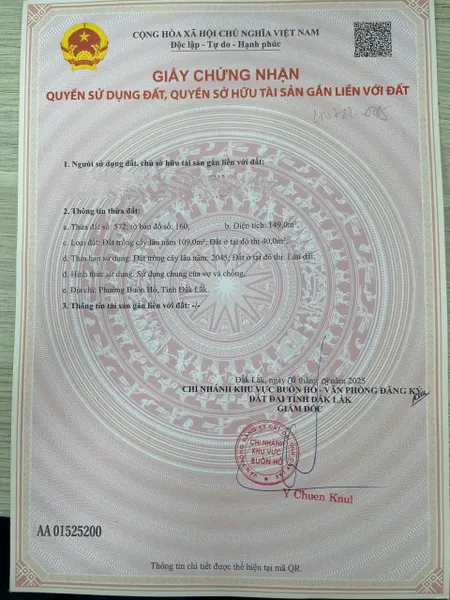 CỘNG HÒA XÃ HỘI CHỦ NGHĨA VIỆT NAM
Độc lập - Tự do - Hạnh phúc
GIẤY CHỨNG NHẬN
QUYỀN SỬ DỤNG ĐẤT, QUYỀN SỞ HỮU TÀI SẢN GẮN LIỀN VỚI ĐẤT
1. Người sử dụng đất, chủ sở hữu tài sản gắn liền với đất:
2. Thông tin thửa đất:
a. Thửa đất số: 572; tờ bản đồ số: 160, b. Diện tích: 149,0m²,
c. Loại đất: Đất trồng cây lâu năm 109,0m²; Đất ở tại đô thị 40,0m²,
d. Thời hạn sử dụng: Đất trồng cây lâu năm: 2045; Đất ở tại đô thị: Lâu dài,
đ. Hình thức sử dụng: Sử dụng chung của vợ và chồng,
e. Địa chỉ: Phường Buôn Hồ, Tỉnh Đắk Lắk.
3. Thông tin tài sản gắn liền với đất: -/-
Đắk Lắk, ngày tháng năm 2025
CHI NHÁNH KHU VỰC BUÔN HỒ - VĂN PHÒNG ĐĂNG KÝ
ĐẤT ĐAI TỈNH ĐẮK LẮK
GIÁM ĐỐC
CHI NHÁNH
KHU VỰC
BUÔN HỒ
Y Chuen Knul
AA 01525200
Thông tin chi tiết được thể hiện tại mã QR.